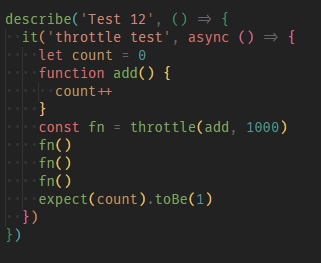 describe('Test 12', () => {
  it('throttle test', async () => {
    let count = 0
    function add() {
      count++
    }
    const fn = throttle(add, 1000)
    fn()
    fn()
    fn()
    expect(count).toBe(1)
  })
})